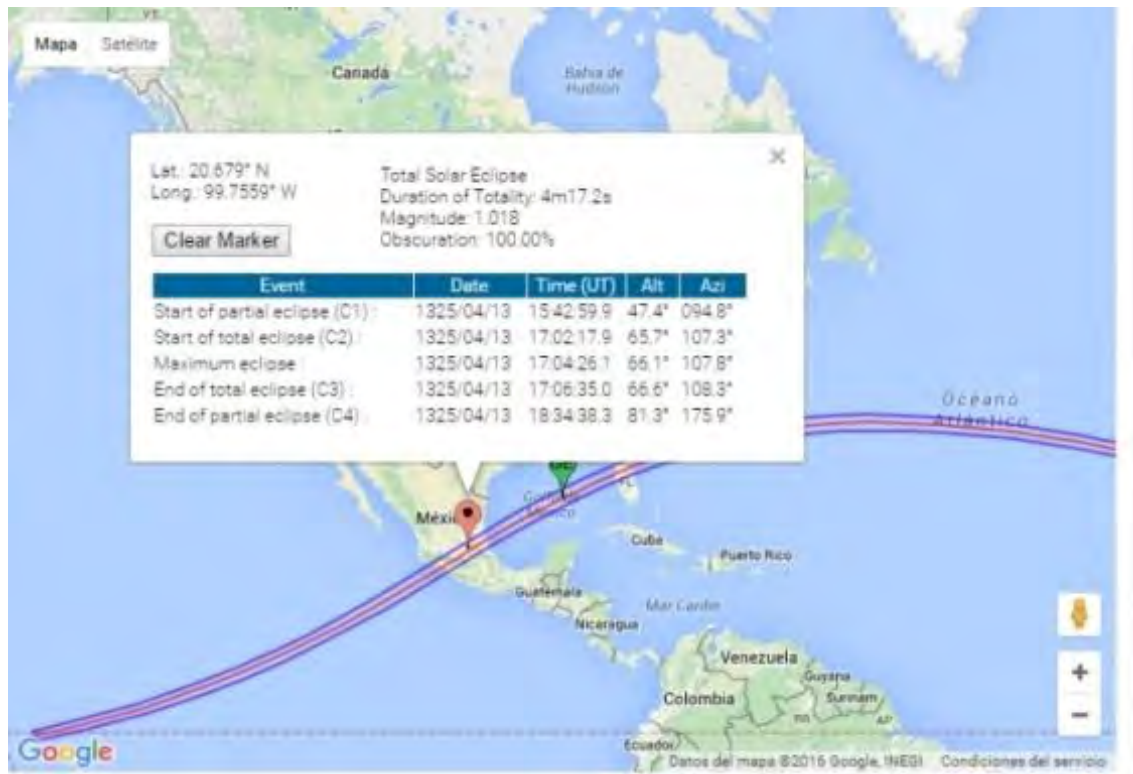 Mapa Satélite
Canada
Bahía de
Hudson
Lat.: 20.679° N
Long.: 99.7559° W
Total Solar Eclipse
Duration of Totality: 4m17.2s
Magnitude: 1.018
Obscuration: 100.00%
Clear Marker
Event Date Time (UT) Alt Azi
Start of partial eclipse (C1) : 1325/04/13 15:42:59.9 47.4° 094.8°
Start of total eclipse (C2) : 1325/04/13 17:02:17.9 65.7° 107.3°
Maximum eclipse : 1325/04/13 17:04:26.1 66.1° 107.8°
End of total eclipse (C3) : 1325/04/13 17:06:35.0 66.6° 108.3°
End of partial eclipse (C4) : 1325/04/13 18:34:38.3 81.3° 175.9°
Océano
Atlántico
GE
FL
Golfo de
México
Méxi
Cuba
Puerto Rico
Guatemala
Mar Caribe
Nicaragua
Venezuela
Guyana
Colombia
Surinam
RR
AP
Ecuador
Google
Datos del mapa ©2016 Google, INEGI Condiciones del servicio